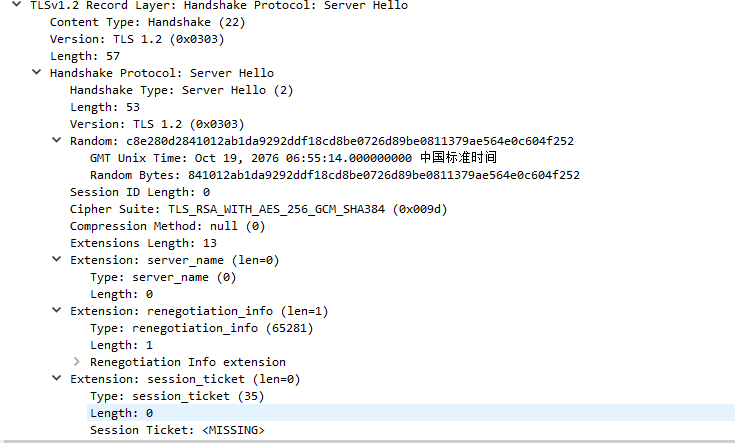 TLSv1.2 Record Layer: Handshake Protocol: Server Hello
Content Type: Handshake (22)
Version: TLS 1.2 (0x0303)
Length: 57
Handshake Protocol: Server Hello
Handshake Type: Server Hello (2)
Length: 53
Version: TLS 1.2 (0x0303)
Random: c8e280d2841012ab1da9292ddf18cd8be0726d89be0811379ae564e0c604f252
GMT Unix Time: Oct 19, 2076 06:55:14.000000000 中国标准时间
Random Bytes: 841012ab1da9292ddf18cd8be0726d89be0811379ae564e0c604f252
Session ID Length: 0
Cipher Suite: TLS_RSA_WITH_AES_256_GCM_SHA384 (0x009d)
Compression Method: null (0)
Extensions Length: 13
Extension: server_name (len=0)
Type: server_name (0)
Length: 0
Extension: renegotiation_info (len=1)
Type: renegotiation_info (65281)
Length: 1
Renegotiation Info extension
Extension: session_ticket (len=0)
Type: session_ticket (35)
Length: 0
Session Ticket: <MISSING>